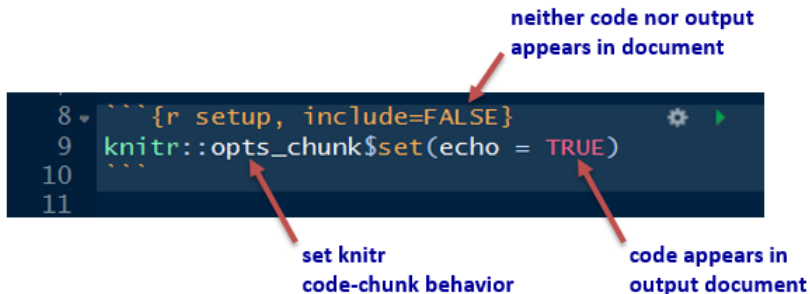 neither code nor output
appears in document
8 ```{r setup, include=FALSE}
9 knitr::opts_chunk$set(echo = TRUE)
10 ```
11
set knitr
code-chunk behavior
code appears in
output document